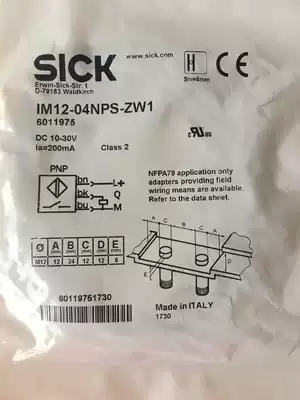 SICK
Erwin-Sick-Str. 1
D-79183 Waldkirch
www.sick.com
H
Sn=4mm
CE
IM12-04NPS-ZW1
6011975
DC 10-30V
Ia=200mA Class 2
c UR US
PNP
bn L+
bk Q
bu M
NFPA79 application only
adapters providing field
wiring means are available.
Refer to the data sheet.
Ø A B C D E
M12 12 24 12 12 8
A C B C A
E
D
60119751730
Made in ITALY
1730